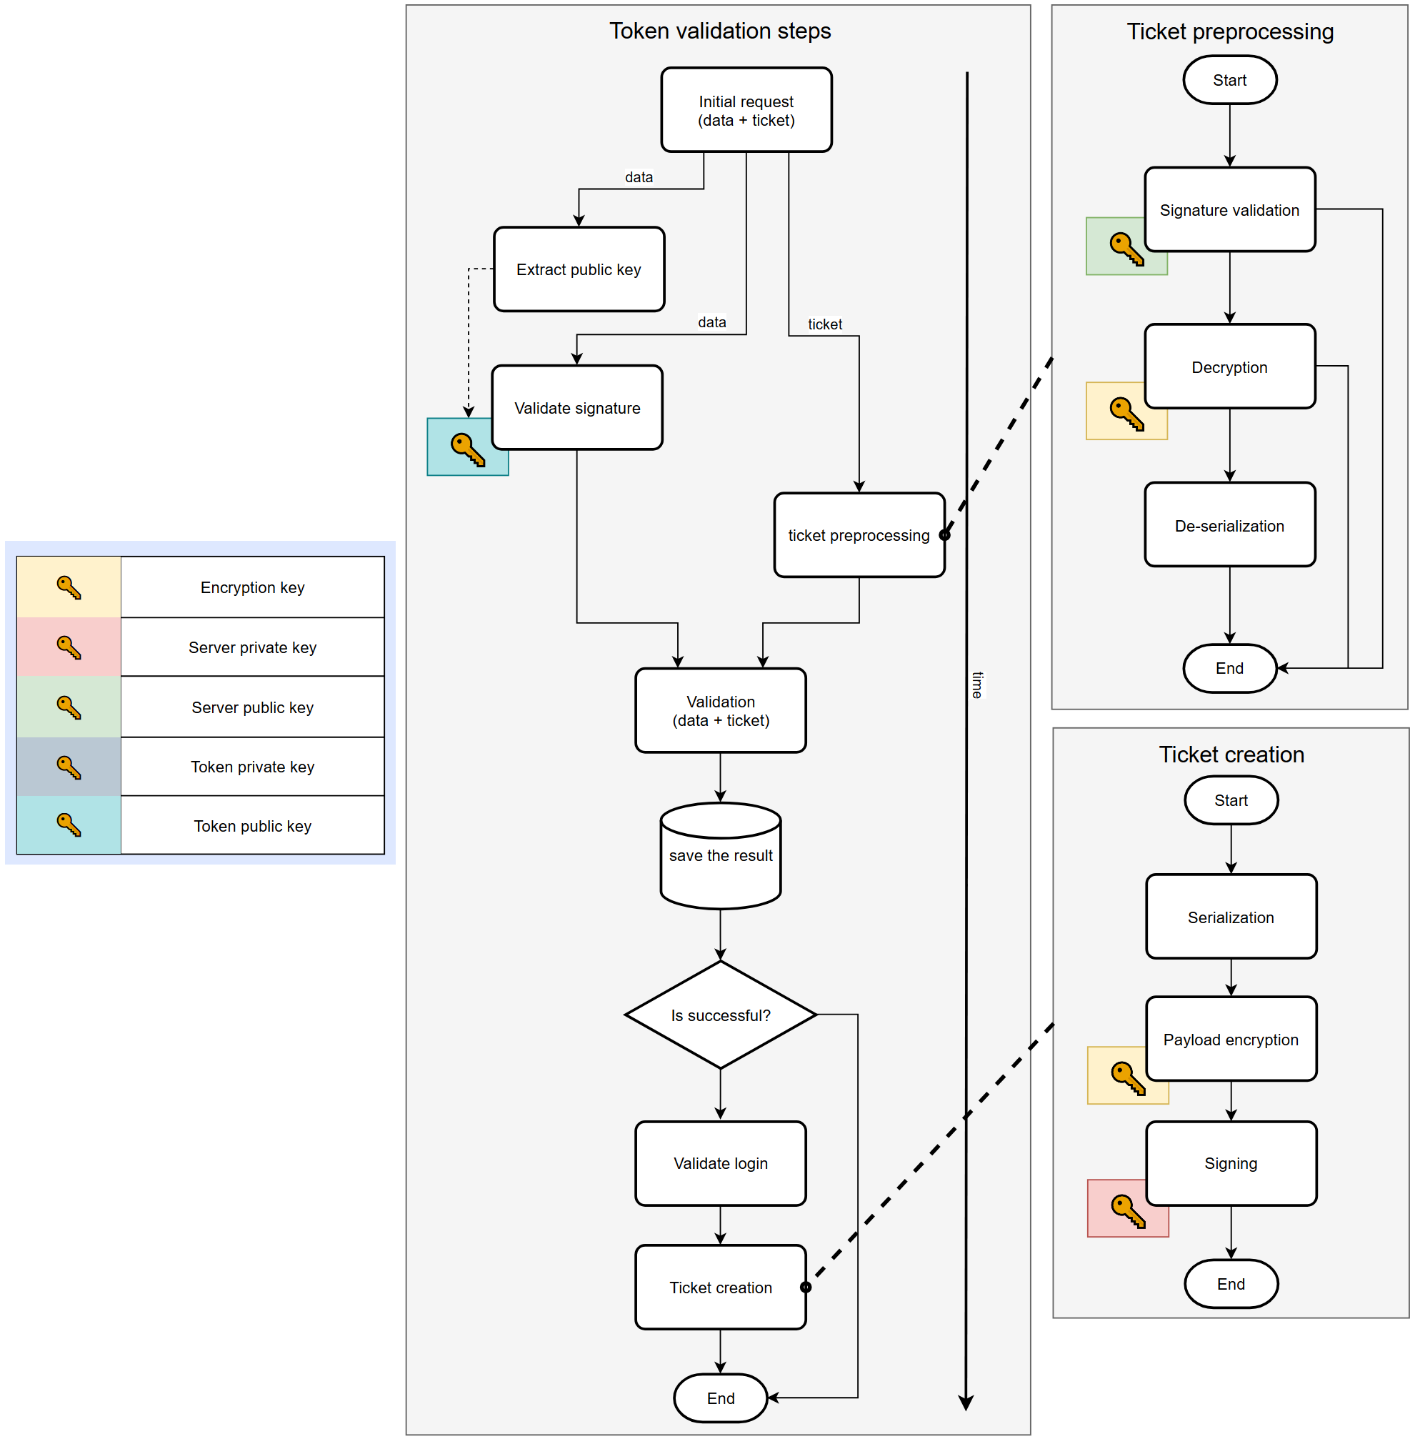 Token validation steps
Initial request
(data + ticket)
data
Extract public key
data
ticket
Validate signature
ticket preprocessing
time
Validation
(data + ticket)
save the result
Is successful?
Validate login
Ticket creation
End
Ticket preprocessing
Start
Signature validation
Decryption
De-serialization
End
Ticket creation
Start
Serialization
Payload encryption
Signing
End
Encryption key
Server private key
Server public key
Token private key
Token public key